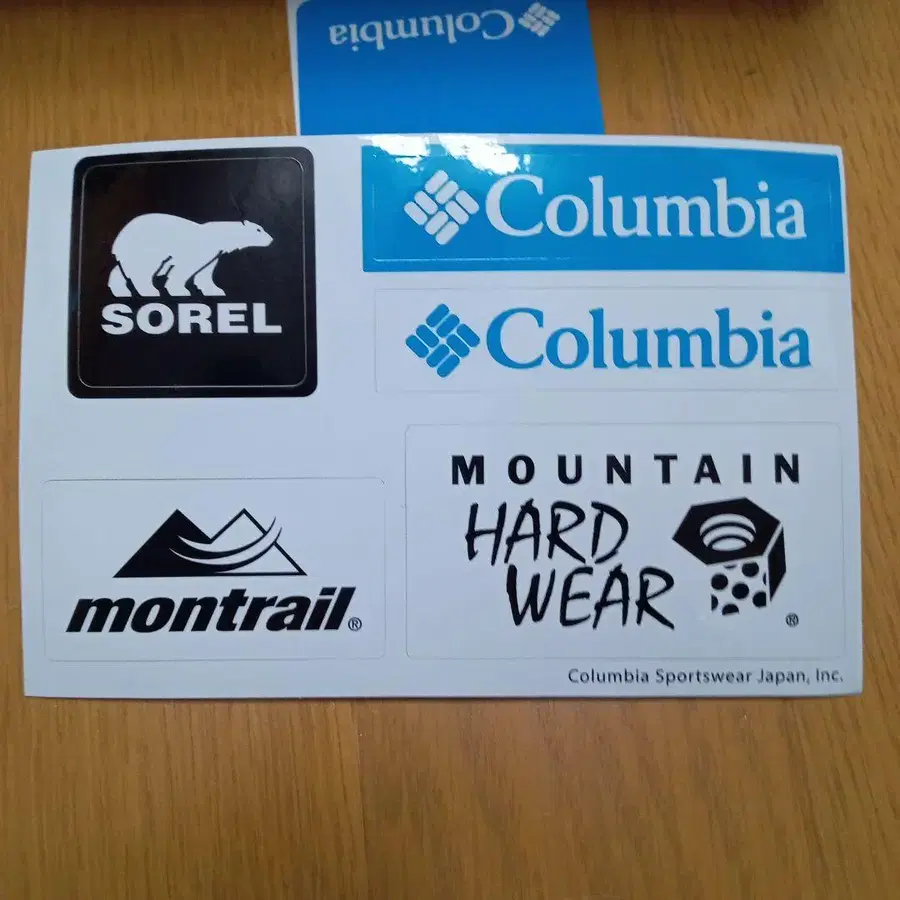 Columbia
SOREL
Columbia
Columbia
MOUNTAIN
HARD
WEAR
®
montrail®
Columbia Sportswear Japan, Inc.